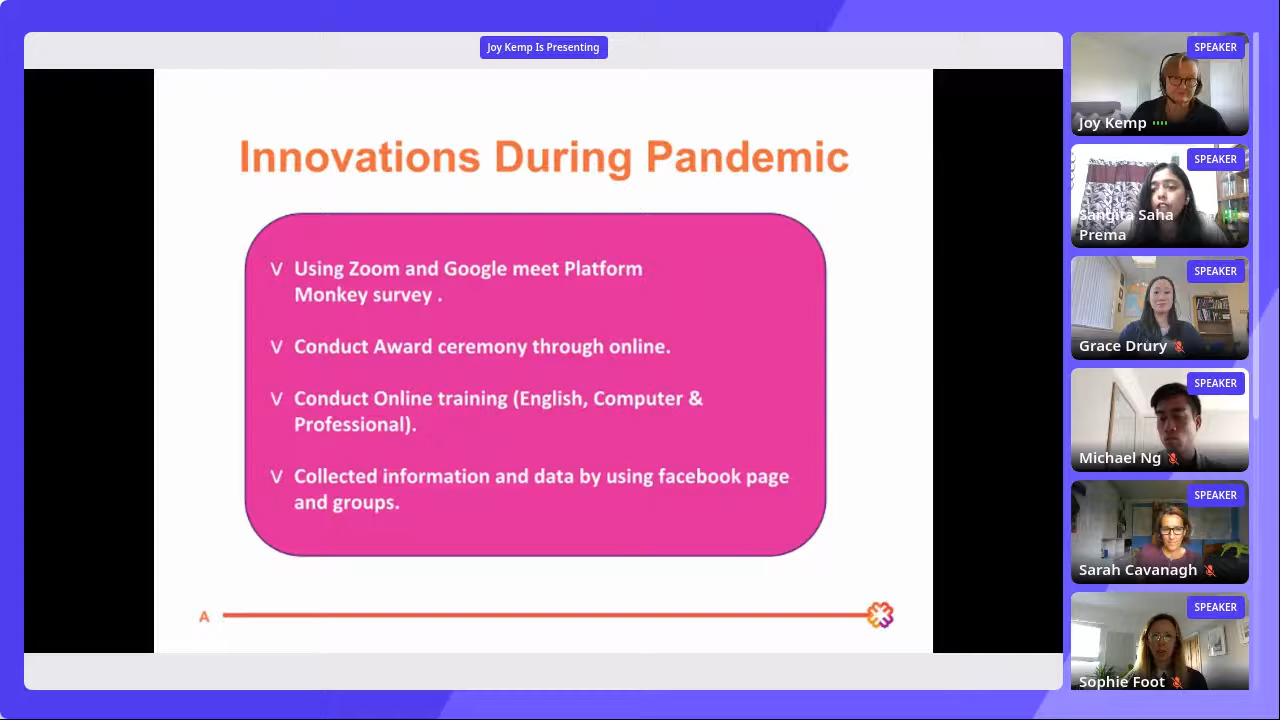 Joy Kemp Is Presenting
Innovations During Pandemic
V Using Zoom and Google meet Platform
Monkey survey .
V Conduct Award ceremony through online.
V Conduct Online training (English, Computer &
Professional).
V Collected information and data by using facebook page
and groups.
A
SPEAKER
Joy Kemp
SPEAKER
Sangita Saha
Prema
SPEAKER
Grace Drury
SPEAKER
Michael Ng
SPEAKER
Sarah Cavanagh
SPEAKER
Sophie Foot